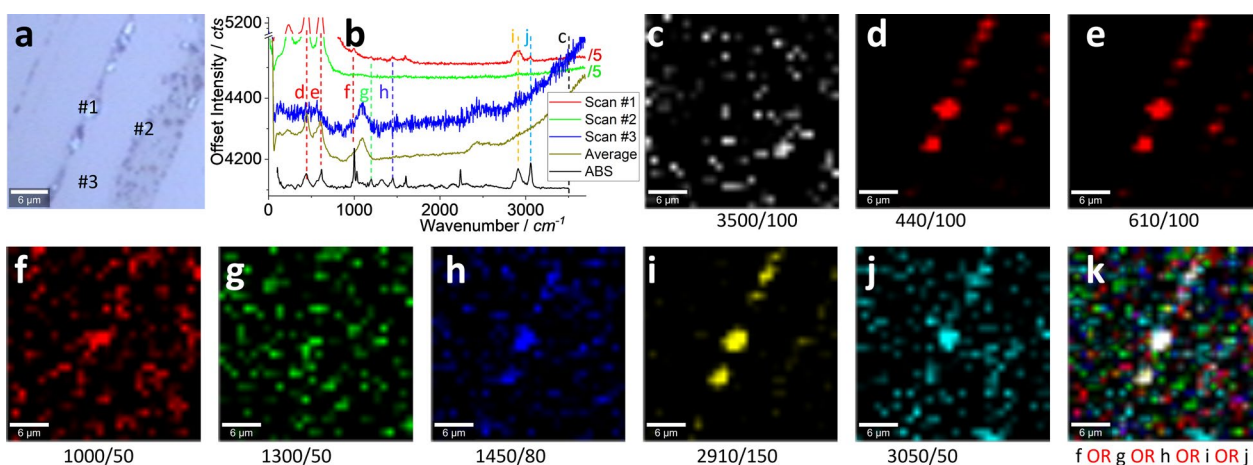 a
#1
#2
#3
6 μm
b
Offset Intensity / cts
5200
4400
4200
0
1000
2000
3000
Wavenumber / cm⁻¹
d
e
f
g
h
i
j
c
/5
/5
Scan #1
Scan #2
Scan #3
Average
ABS
c
6 μm
3500/100
d
6 μm
440/100
e
6 μm
610/100
f
6 μm
1000/50
g
6 μm
1300/50
h
6 μm
1450/80
i
6 μm
2910/150
j
6 μm
3050/50
k
6 μm
f OR g OR h OR i OR j